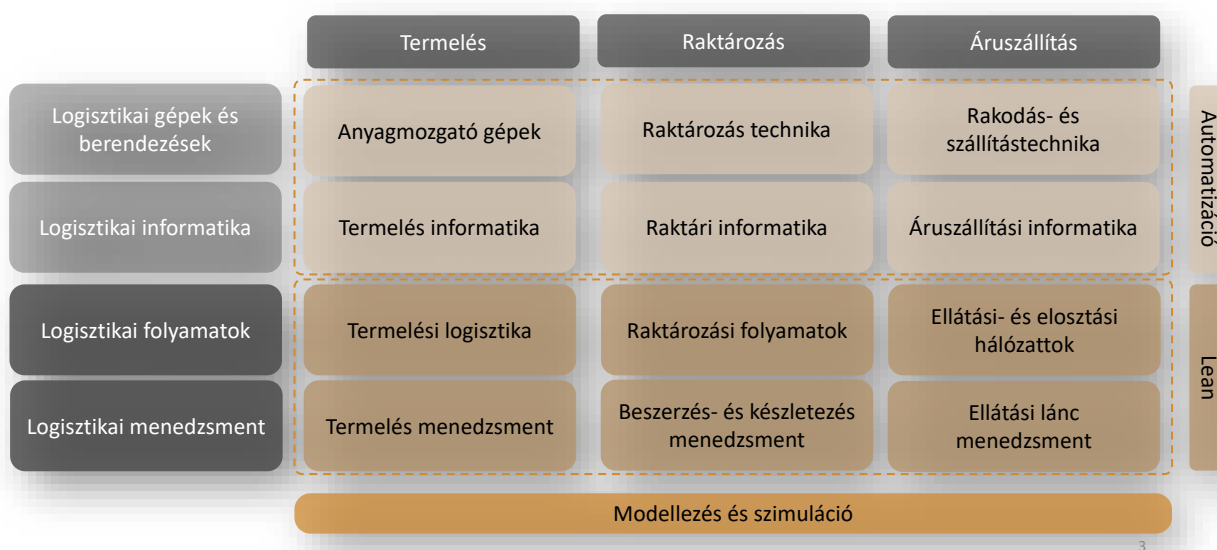 Termelés
Raktározás
Áruszállítás
Logisztikai gépek és
berendezések
Anyagmozgató gépek
Raktározás technika
Rakodás- és
szállítástechnika
Automatizáció
Logisztikai informatika
Termelés informatika
Raktári informatika
Áruszállítási informatika
Logisztikai folyamatok
Termelési logisztika
Raktározási folyamatok
Ellátási- és elosztási
hálózattok
Lean
Logisztikai menedzsment
Termelés menedzsment
Beszerzés- és készletezés
menedzsment
Ellátási lánc
menedzsment
Modellezés és szimuláció
3